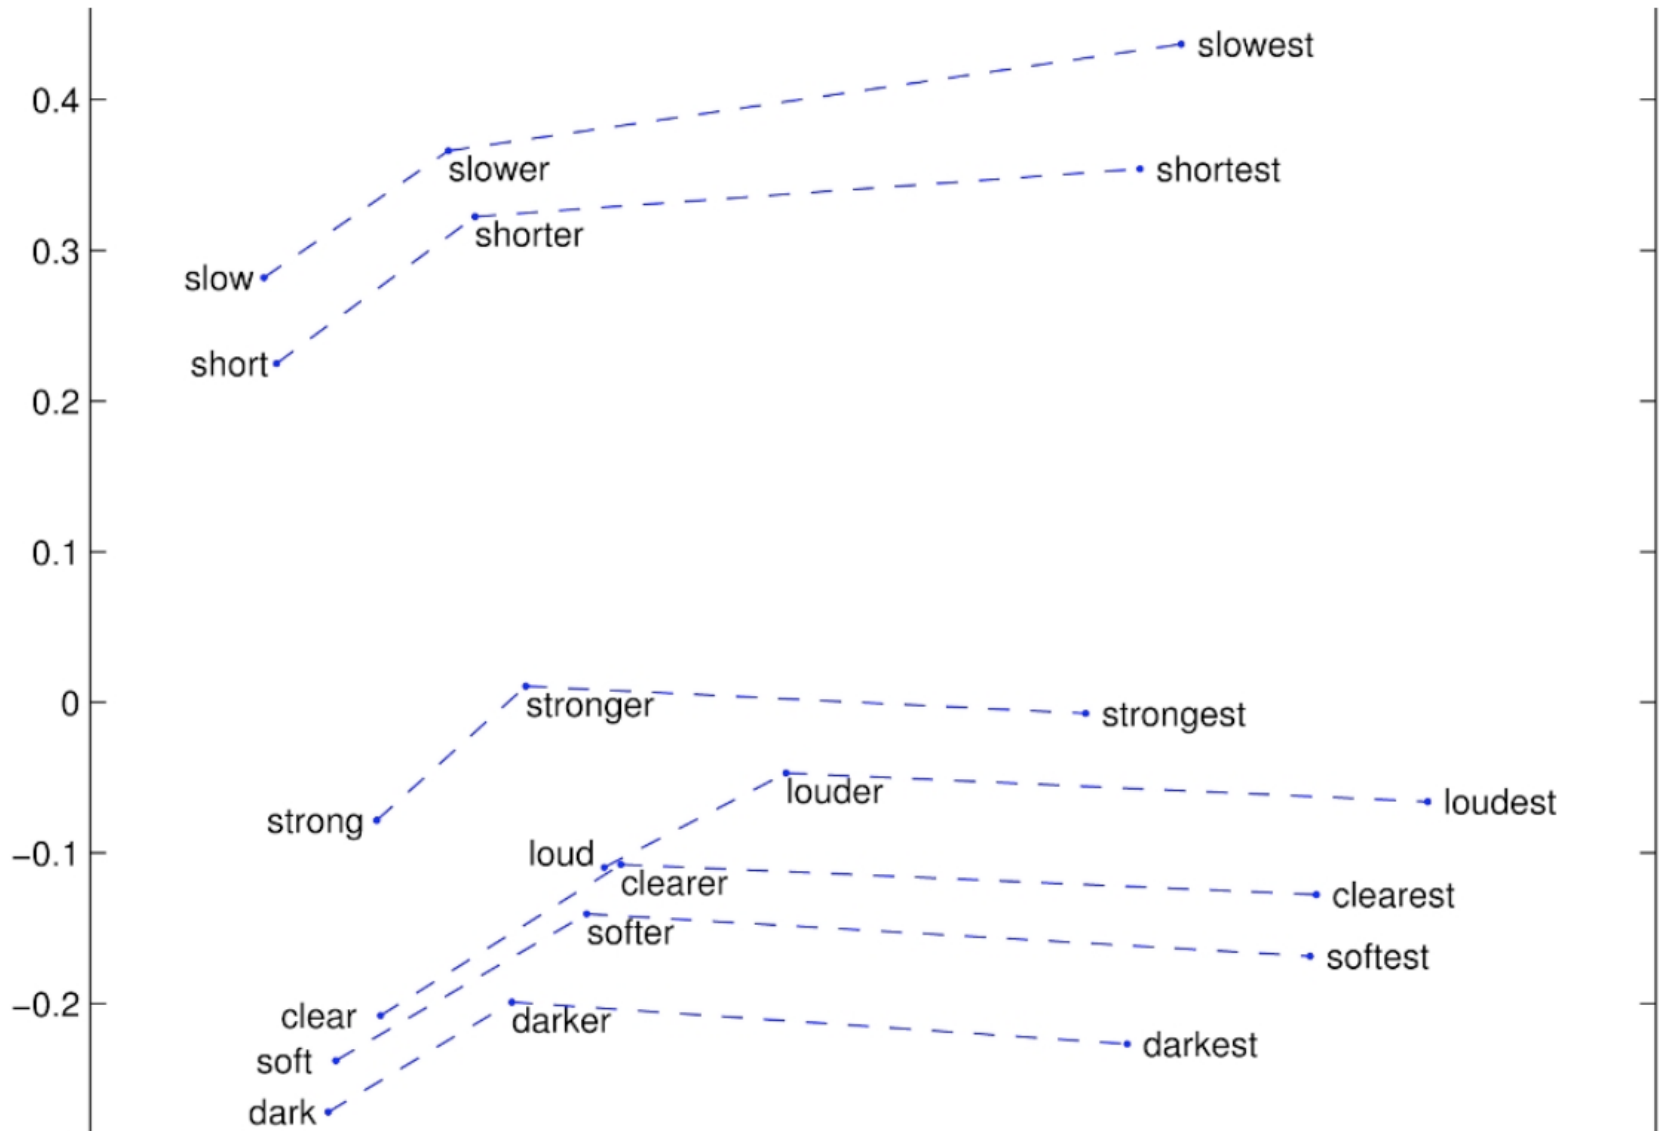 slowest
0.4
slower
shortest
shorter
0.3
slow
short
0.2
0.1
0
stronger
strongest
louder
loudest
strong
−0.1
loud
clearer
clearest
softer
softest
−0.2
clear
darker
darkest
soft
dark